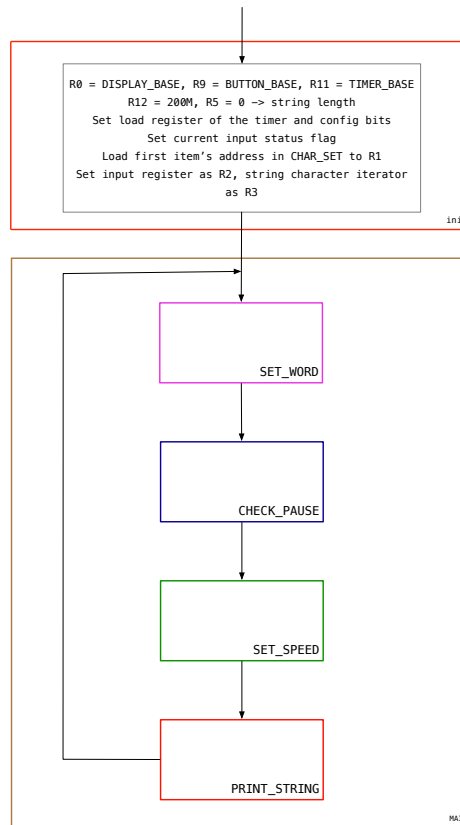 R0 = DISPLAY_BASE, R9 = BUTTON_BASE, R11 = TIMER_BASE
R12 = 200M, R5 = 0 -> string length
Set load register of the timer and config bits
Set current input status flag
Load first item's address in CHAR_SET to R1
Set input register as R2, string character iterator
as R3
SET_WORD
CHECK_PAUSE
SET_SPEED
PRINT_STRING